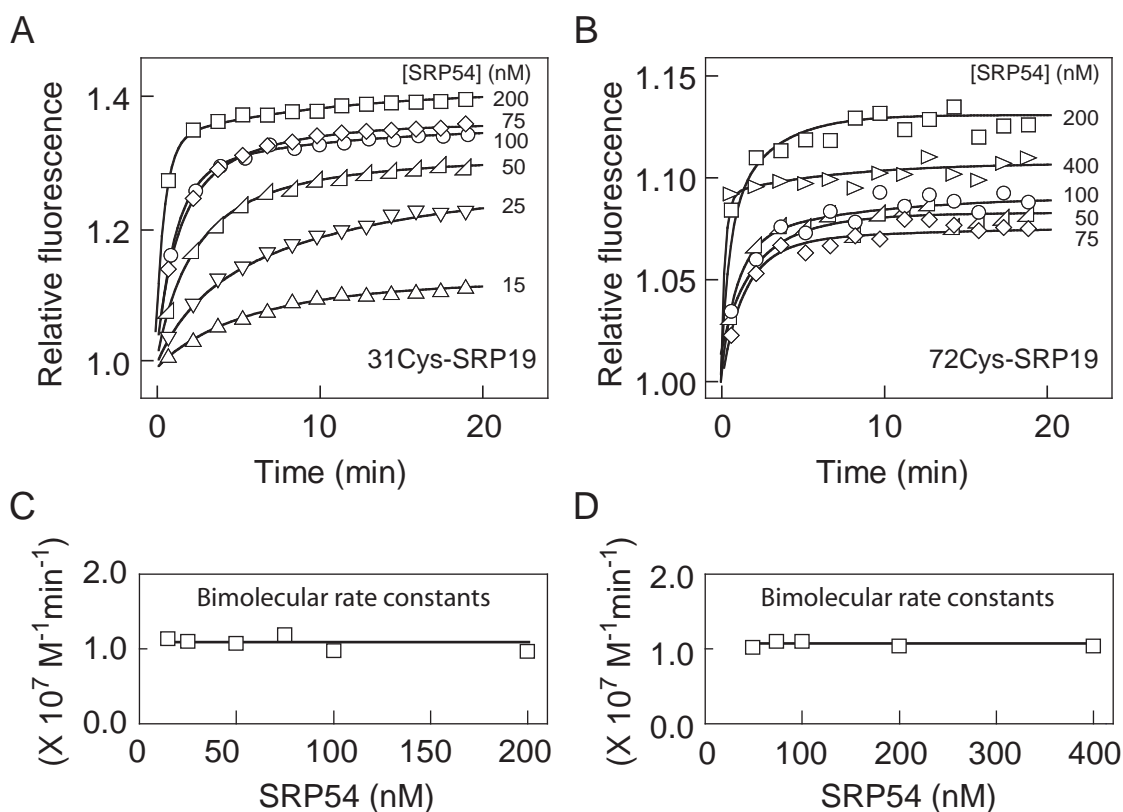 A
Relative fluorescence
1.4
1.2
1.0
[SRP54] (nM)
200
75
100
50
25
15
31Cys-SRP19
0 10 20
Time (min)
B
Relative fluorescence
1.15
1.10
1.05
1.00
[SRP54] (nM)
200
400
100
50
75
72Cys-SRP19
0 10 20
Time (min)
C
(X 10⁷ M⁻¹min⁻¹)
2.0
1.0
0.0
Bimolecular rate constants
0 50 100 150 200
SRP54 (nM)
D
(X 10⁷ M⁻¹min⁻¹)
2.0
1.0
0.0
Bimolecular rate constants
0 100 200 300 400
SRP54 (nM)